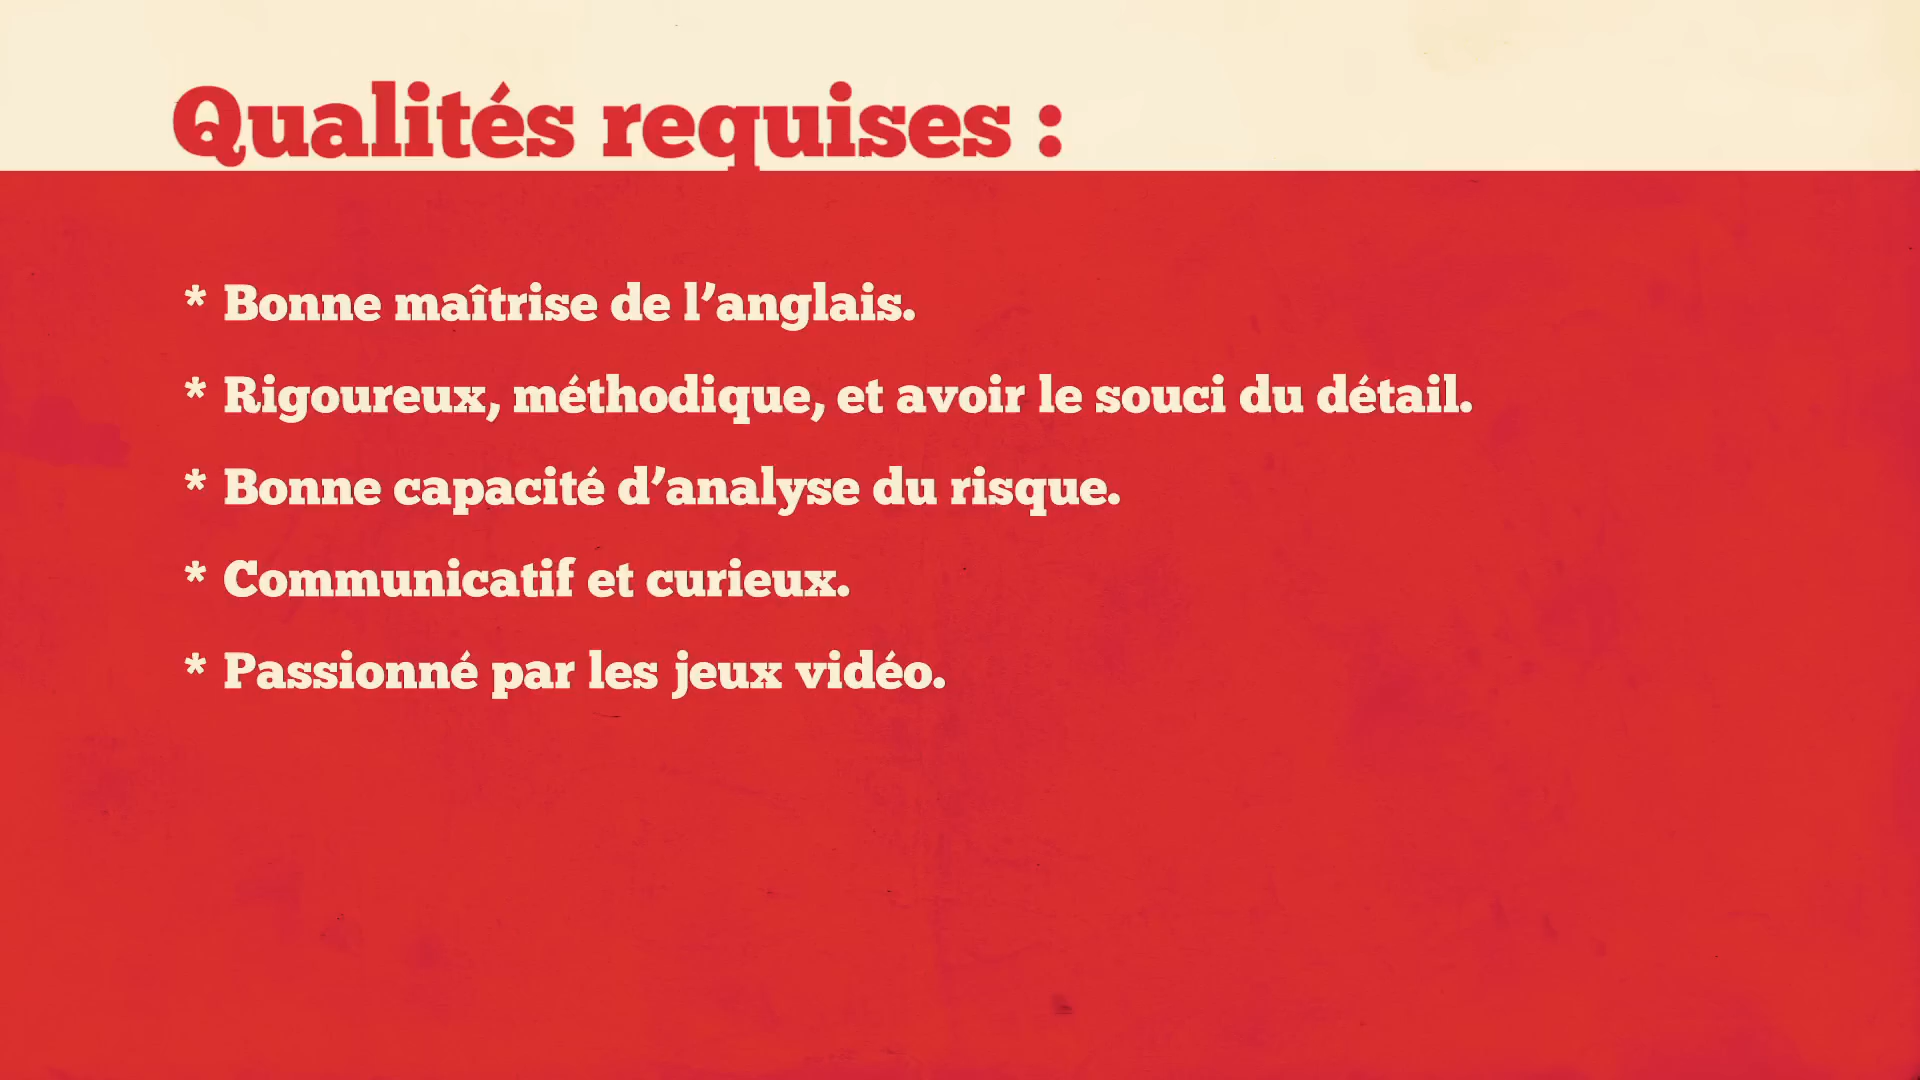 Qualités requises :
* Bonne maîtrise de l’anglais.
* Rigoureux, méthodique, et avoir le souci du détail.
* Bonne capacité d’analyse du risque.
* Communicatif et curieux.
* Passionné par les jeux vidéo.